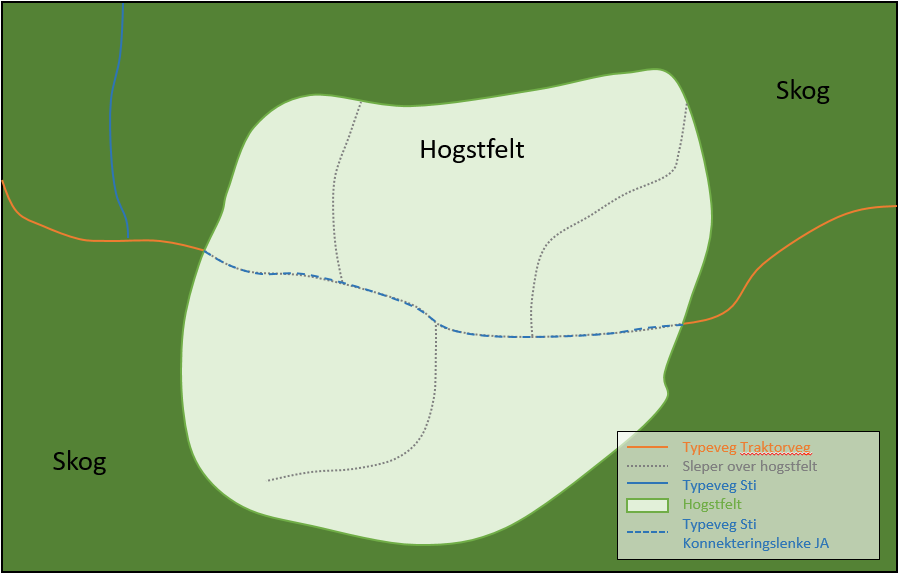 Skog
Hogstfelt
Skog
Typeveg Traktorveg
Sleper over hogstfelt
Typeveg Sti
Hogstfelt
Typeveg Sti
Konnekteringslenke JA